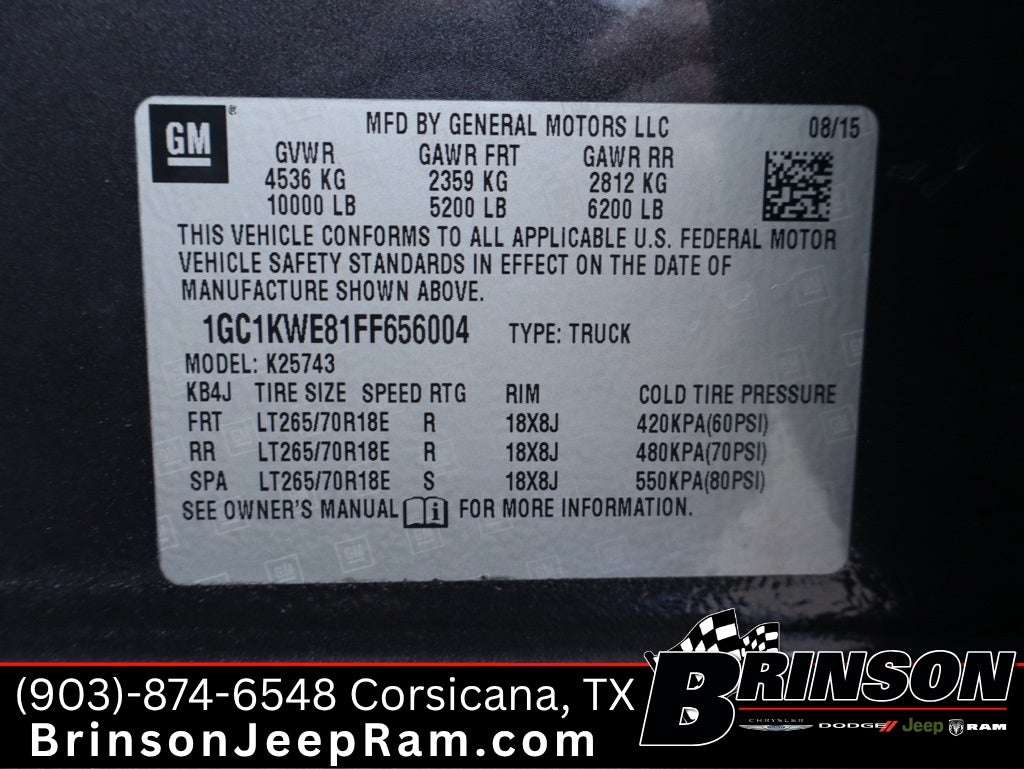 GM ®
MFD BY GENERAL MOTORS LLC 08/15
GVWR GAWR FRT GAWR RR
4536 KG 2359 KG 2812 KG
10000 LB 5200 LB 6200 LB
THIS VEHICLE CONFORMS TO ALL APPLICABLE U.S. FEDERAL MOTOR
VEHICLE SAFETY STANDARDS IN EFFECT ON THE DATE OF
MANUFACTURE SHOWN ABOVE.
1GC1KWE81FF656004 TYPE: TRUCK
MODEL: K25743
KB4J TIRE SIZE SPEED RTG RIM COLD TIRE PRESSURE
FRT LT265/70R18E R 18X8J 420KPA(60PSI)
RR LT265/70R18E R 18X8J 480KPA(70PSI)
SPA LT265/70R18E S 18X8J 550KPA(80PSI)
SEE OWNER'S MANUAL i FOR MORE INFORMATION.
(903)-874-6548 Corsicana, TX
BrinsonJeepRam.com
BRINSON
CHRYSLER DODGE Jeep RAM